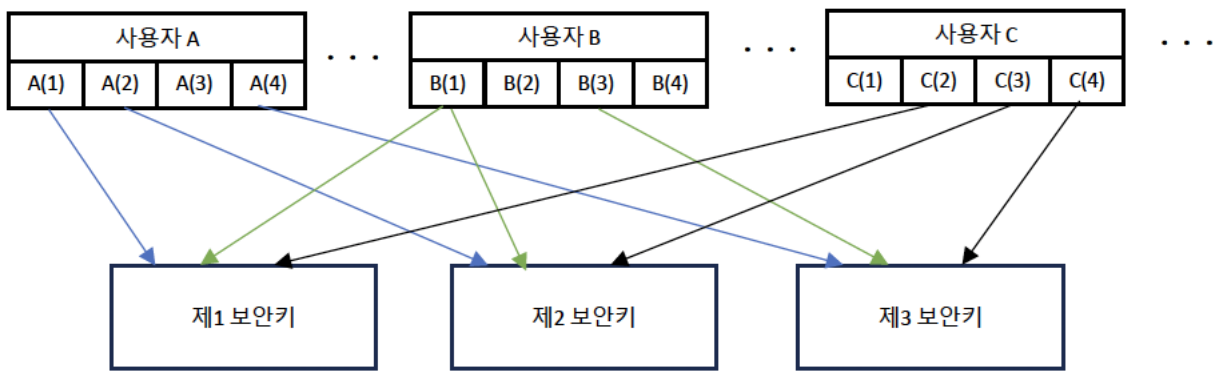 사용자 A
A(1) A(2) A(3) A(4)
. . .
사용자 B
B(1) B(2) B(3) B(4)
. . .
사용자 C
C(1) C(2) C(3) C(4)
. . .
제1 보안키
제2 보안키
제3 보안키